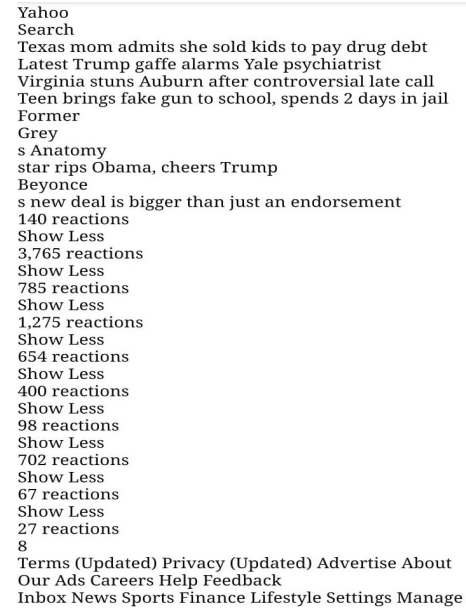 Yahoo
Search
Texas mom admits she sold kids to pay drug debt
Latest Trump gaffe alarms Yale psychiatrist
Virginia stuns Auburn after controversial late call
Teen brings fake gun to school, spends 2 days in jail
Former
Grey
s Anatomy
star rips Obama, cheers Trump
Beyonce
s new deal is bigger than just an endorsement
140 reactions
Show Less
3,765 reactions
Show Less
785 reactions
Show Less
1,275 reactions
Show Less
654 reactions
Show Less
400 reactions
Show Less
98 reactions
Show Less
702 reactions
Show Less
67 reactions
Show Less
27 reactions
8
Terms (Updated) Privacy (Updated) Advertise About
Our Ads Careers Help Feedback
Inbox News Sports Finance Lifestyle Settings Manage